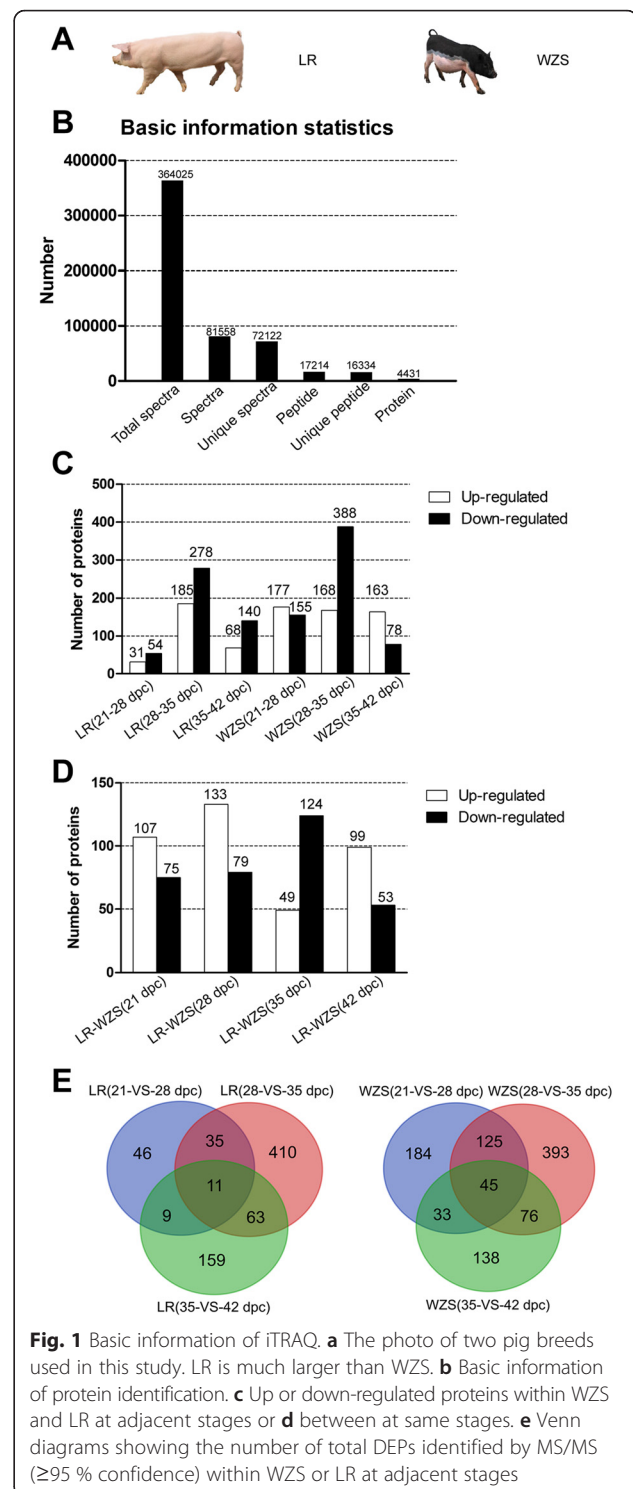 A
LR
WZS
B
Basic information statistics
Number
400000
300000
200000
100000
0
364025
81558
72122
17214
16334
4431
Total spectra
Spectra
Unique spectra
Peptide
Unique peptide
Protein
C
Number of proteins
500
400
300
200
100
0
31
54
185
278
68
140
177
155
168
388
163
78
Up-regulated
Down-regulated
LR(21-28 dpc)
LR(28-35 dpc)
LR(35-42 dpc)
WZS(21-28 dpc)
WZS(28-35 dpc)
WZS(35-42 dpc)
D
Number of proteins
150
100
50
0
107
75
133
79
49
124
99
53
Up-regulated
Down-regulated
LR-WZS(21 dpc)
LR-WZS(28 dpc)
LR-WZS(35 dpc)
LR-WZS(42 dpc)
E
LR(21-VS-28 dpc)
LR(28-VS-35 dpc)
46
35
410
11
9
63
159
LR(35-VS-42 dpc)
WZS(21-VS-28 dpc)
WZS(28-VS-35 dpc)
184
125
393
45
33
76
138
WZS(35-VS-42 dpc)
Fig. 1 Basic information of iTRAQ. a The photo of two pig breeds
used in this study. LR is much larger than WZS. b Basic information
of protein identification. c Up or down-regulated proteins within WZS
and LR at adjacent stages or d between at same stages. e Venn
diagrams showing the number of total DEPs identified by MS/MS
(≥95 % confidence) within WZS or LR at adjacent stages